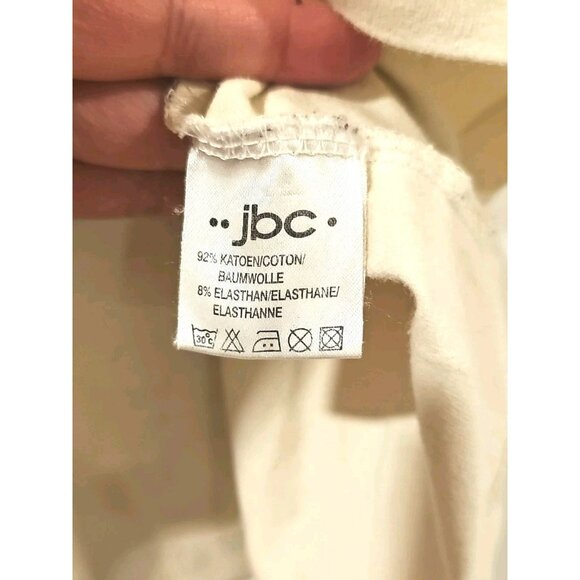 jbc
92% KATOEN/COTON/
BAUMWOLLE
8% ELASTHAN/ELASTHANE/
ELASTHANNE
30°C